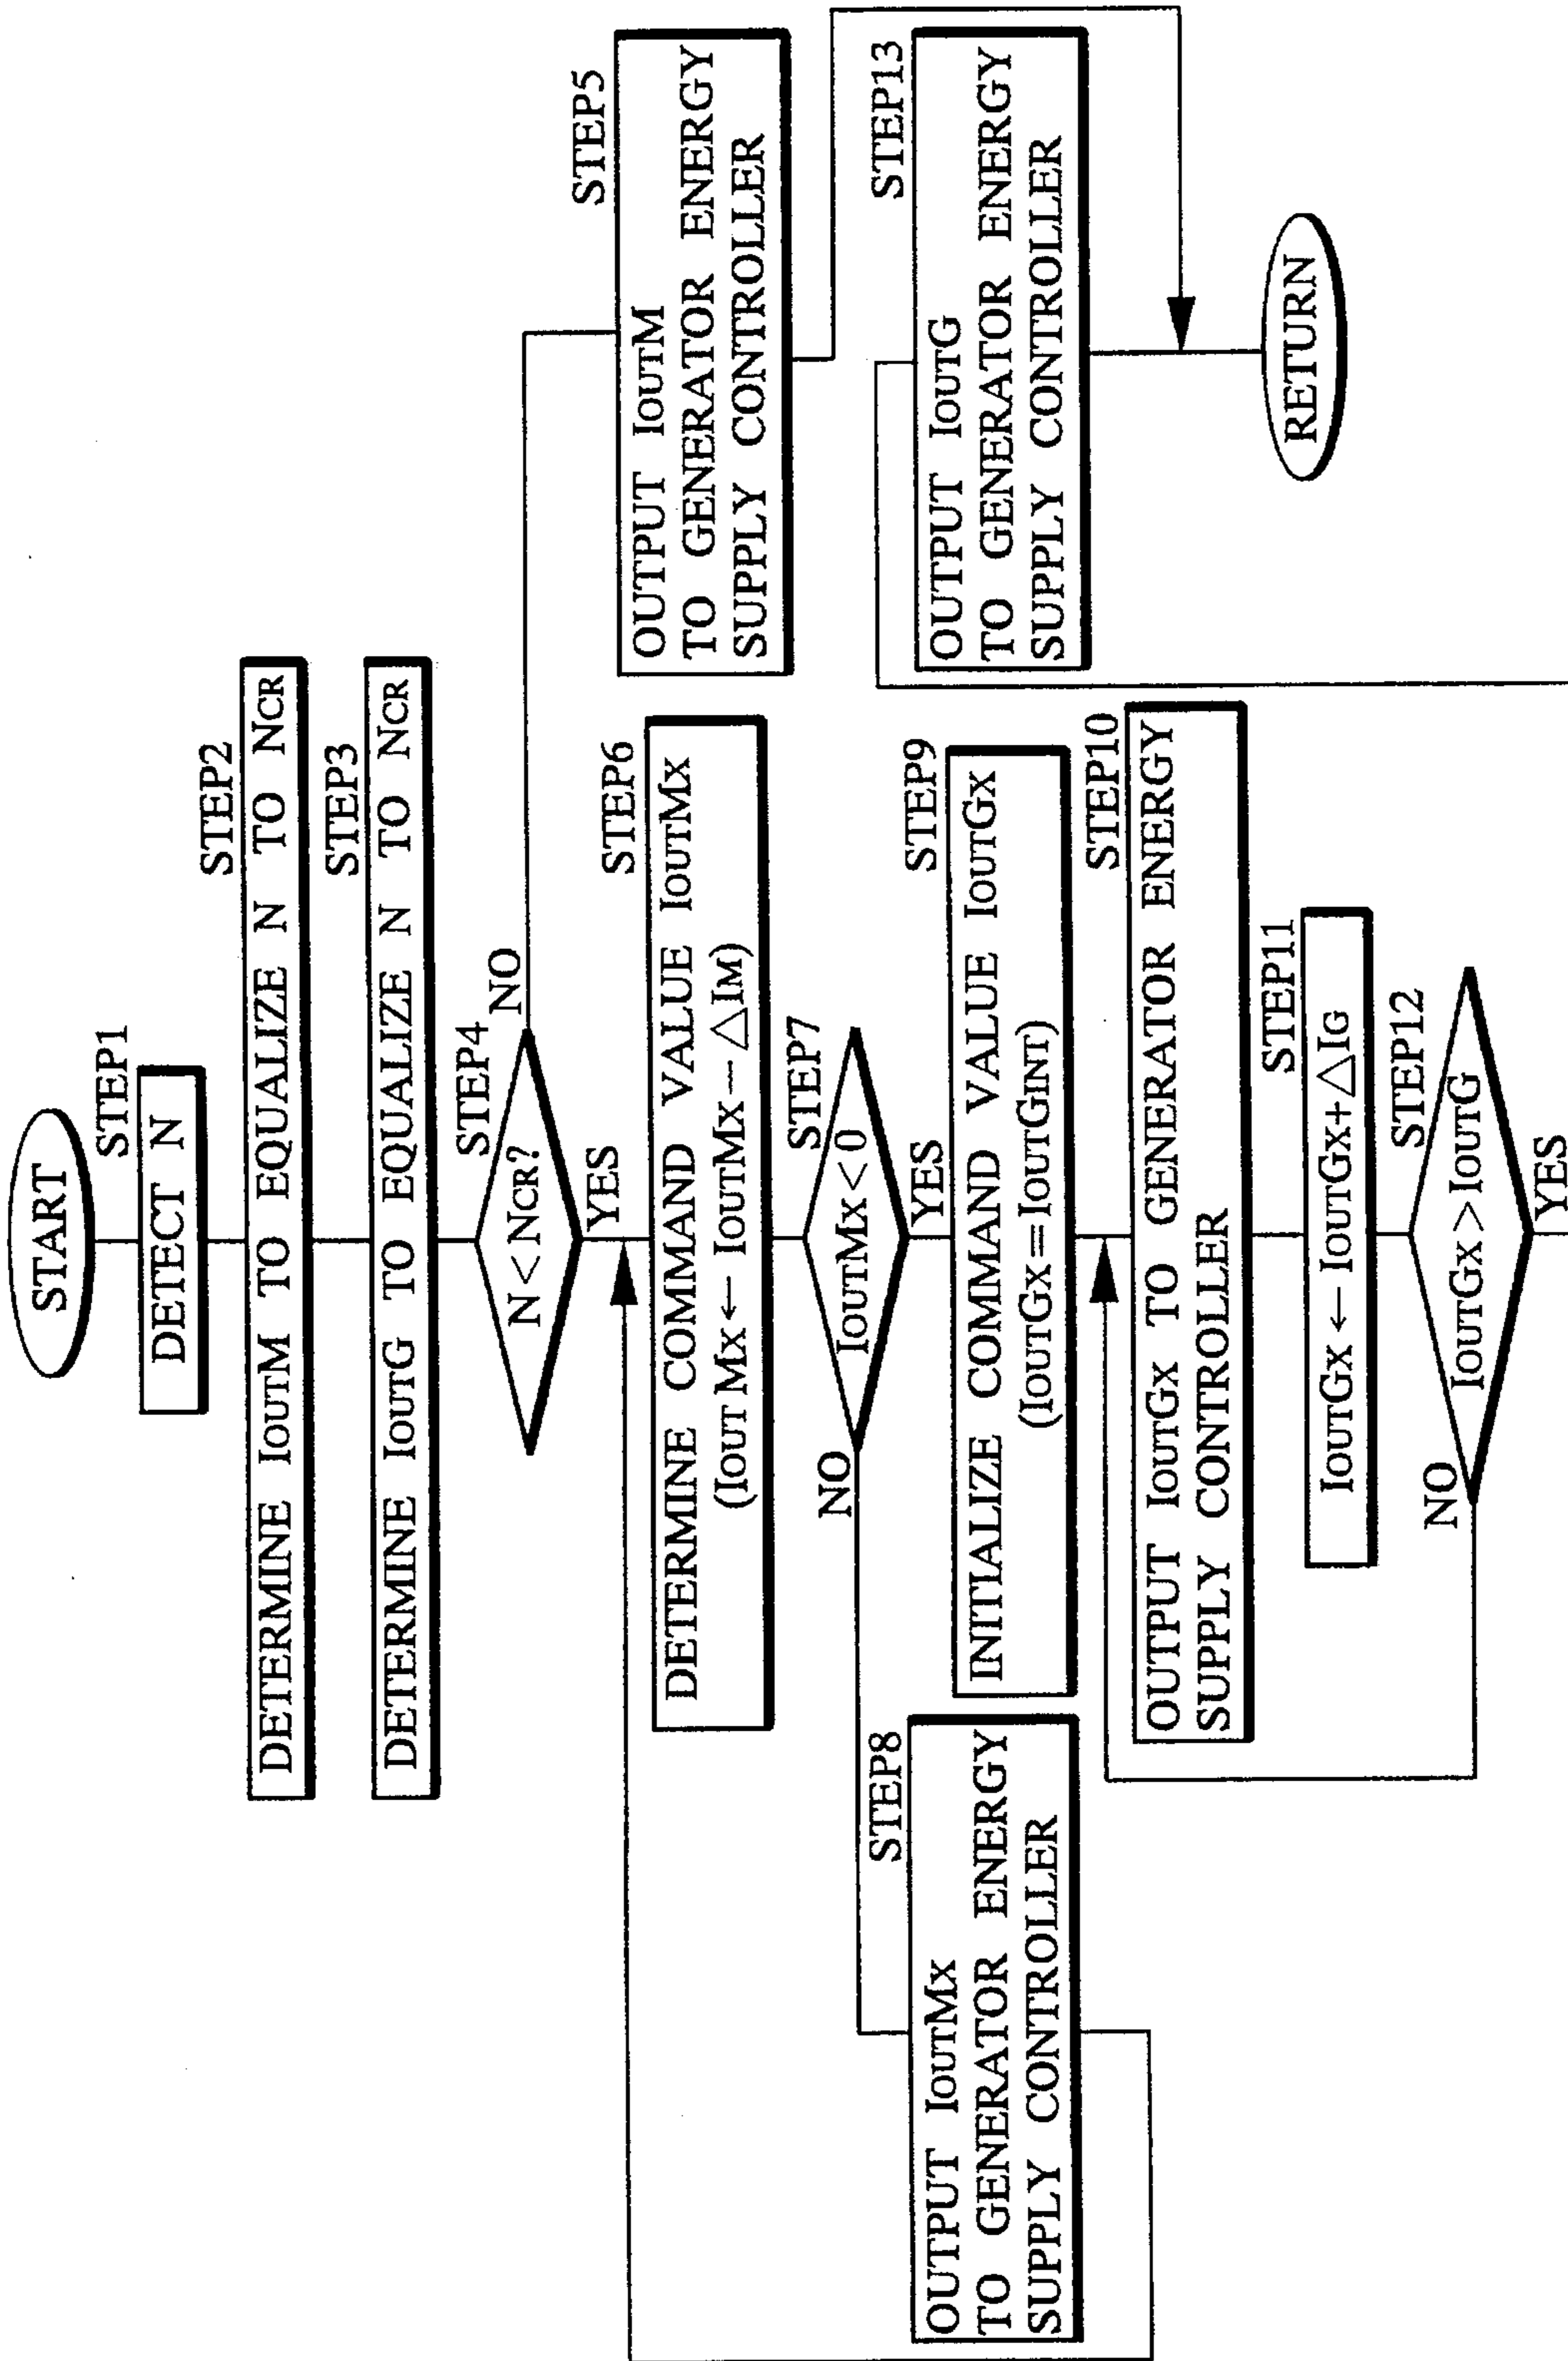 START
STEP1
DETECT N
STEP2
DETERMINE IOUTM TO EQUALIZE N TO NCR
STEP3
DETERMINE IOUTG TO EQUALIZE N TO NCR
STEP4
N<NCR?
NO
YES
STEP5
OUTPUT IOUTM
TO GENERATOR ENERGY
SUPPLY CONTROLLER
STEP6
DETERMINE COMMAND VALUE IOUTMX
(IOUTMX← IOUTMX−△IM)
STEP7
IOUTMX<0
NO
YES
STEP8
OUTPUT IOUTMX
TO GENERATOR ENERGY
SUPPLY CONTROLLER
STEP9
INITIALIZE COMMAND VALUE IOUTGX
(IOUTGX=IOUTGINT)
STEP10
OUTPUT IOUTGX TO GENERATOR ENERGY
SUPPLY CONTROLLER
STEP11
IOUTGX ← IOUTGX+△IG
STEP12
IOUTGX>IOUTG
NO
YES
STEP13
OUTPUT IOUTG
TO GENERATOR ENERGY
SUPPLY CONTROLLER
RETURN